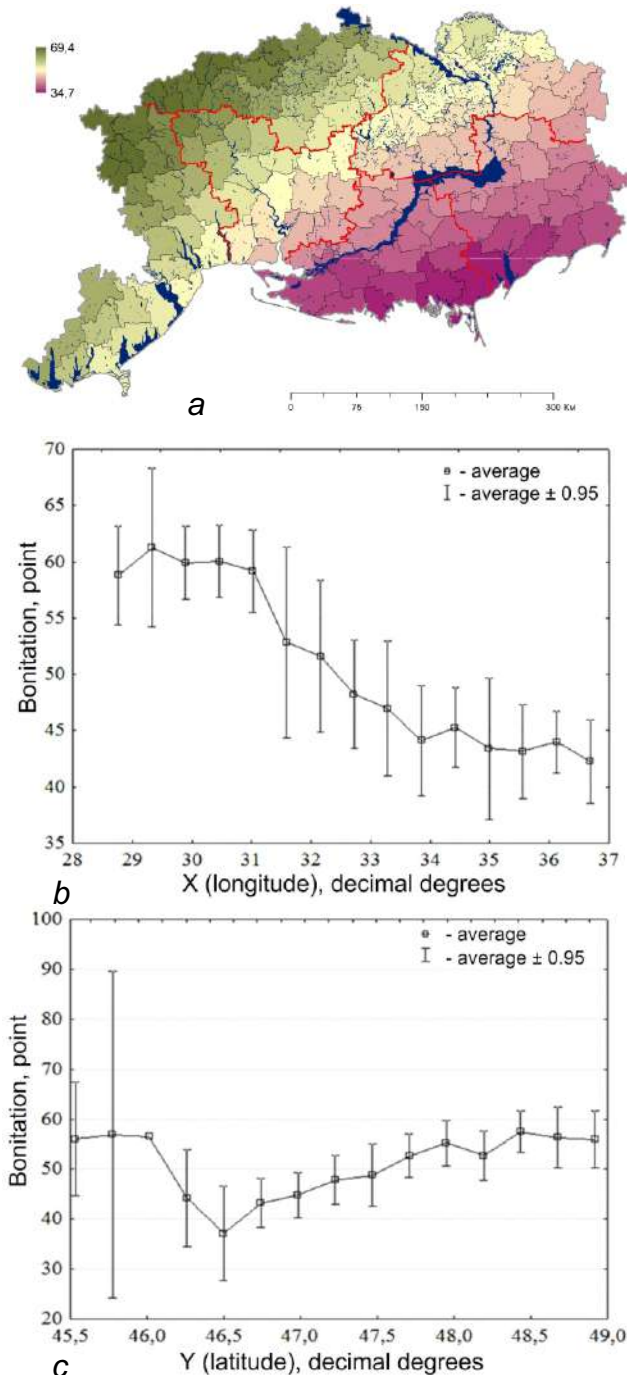 69,4
34.7
a
0 75 150 300 Км
70
65
60
55
50
45
40
35
Bonitation, point
- average
- average ± 0.95
28 29 30 31 32 33 34 35 36 37
b
X (longitude), decimal degrees
100
90
80
70
60
50
40
30
20
Bonitation, point
- average
- average ± 0.95
45,5 46,0 46,5 47,0 47,5 48,0 48,5 49,0
c
Y (latitude), decimal degrees